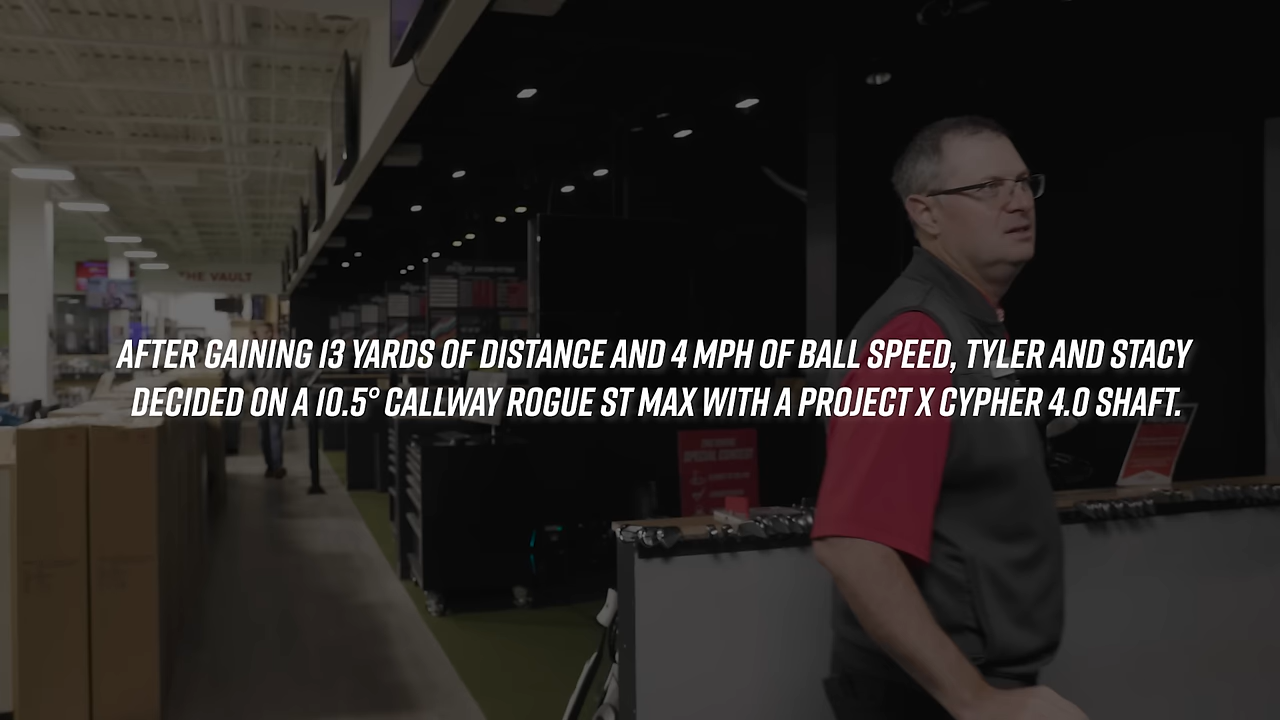 THE VAULT
AFTER GAINING 13 YARDS OF DISTANCE AND 4 MPH OF BALL SPEED, TYLER AND STACY
DECIDED ON A 10.5° CALLWAY ROGUE ST MAX WITH A PROJECT X CYPHER 4.0 SHAFT.
SPECIAL